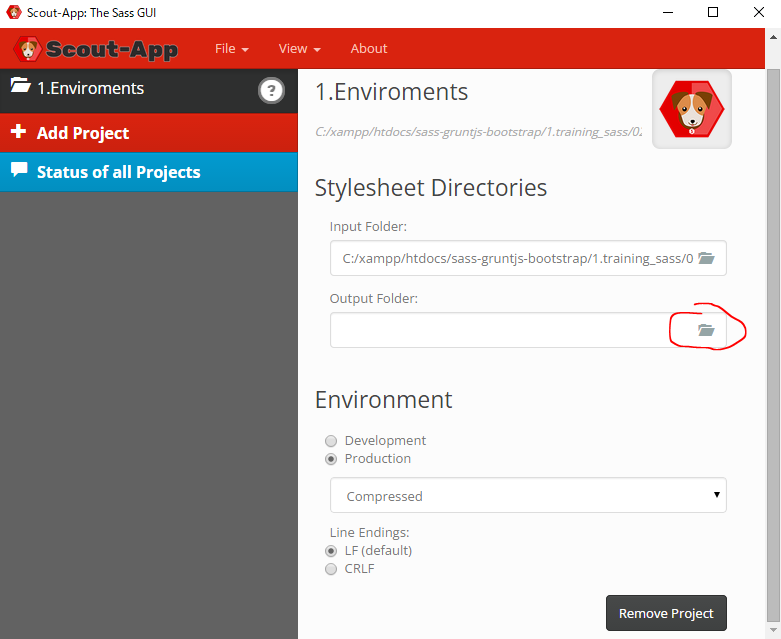 Scout-App: The Sass GUI
Scout-App File View About
1.Enviroments ?
Add Project
Status of all Projects
1.Enviroments
C:/xampp/htdocs/sass-gruntjs-bootstrap/1.training_sass/02
Stylesheet Directories
Input Folder:
C:/xampp/htdocs/sass-gruntjs-bootstrap/1.training_sass/0
Output Folder:
Environment
Development
Production
Compressed
Line Endings:
LF (default)
CRLF
Remove Project